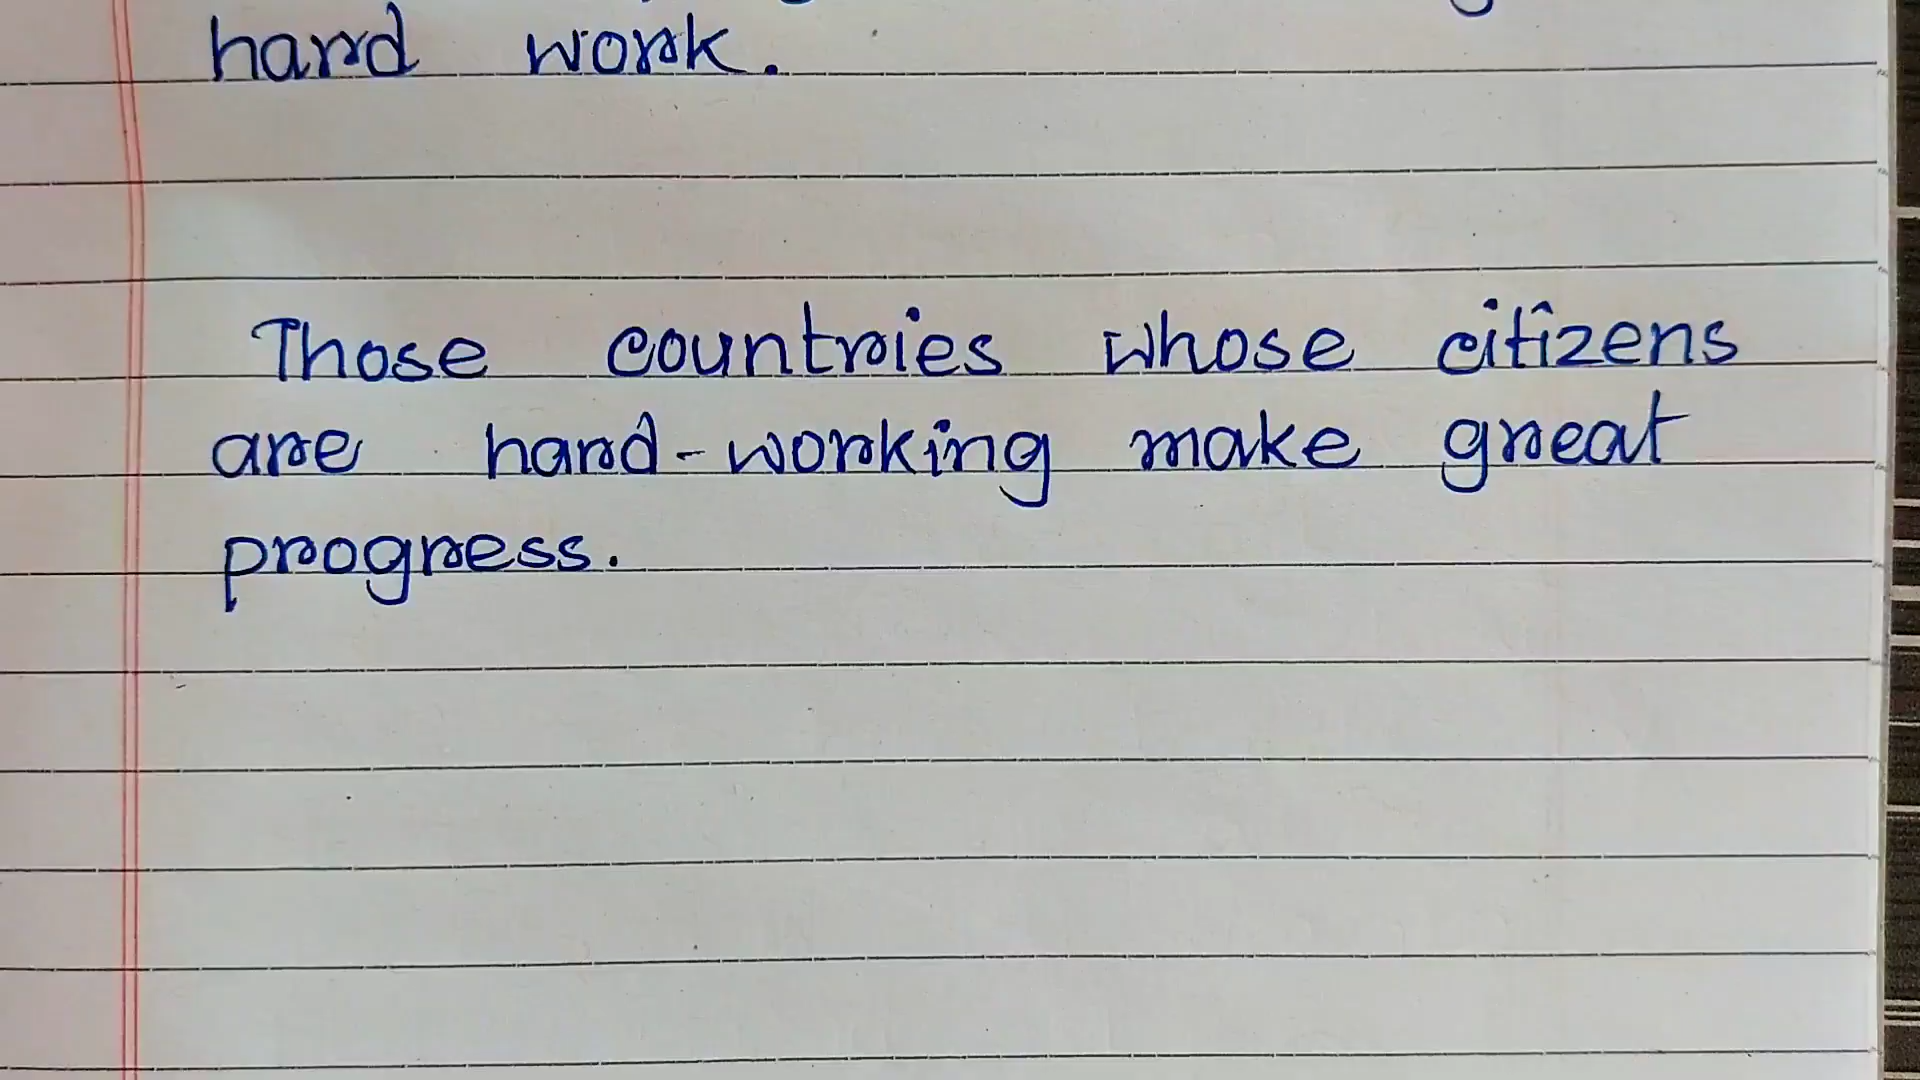 hard work.
Those countries whose citizens
are hard-working make great
progress.